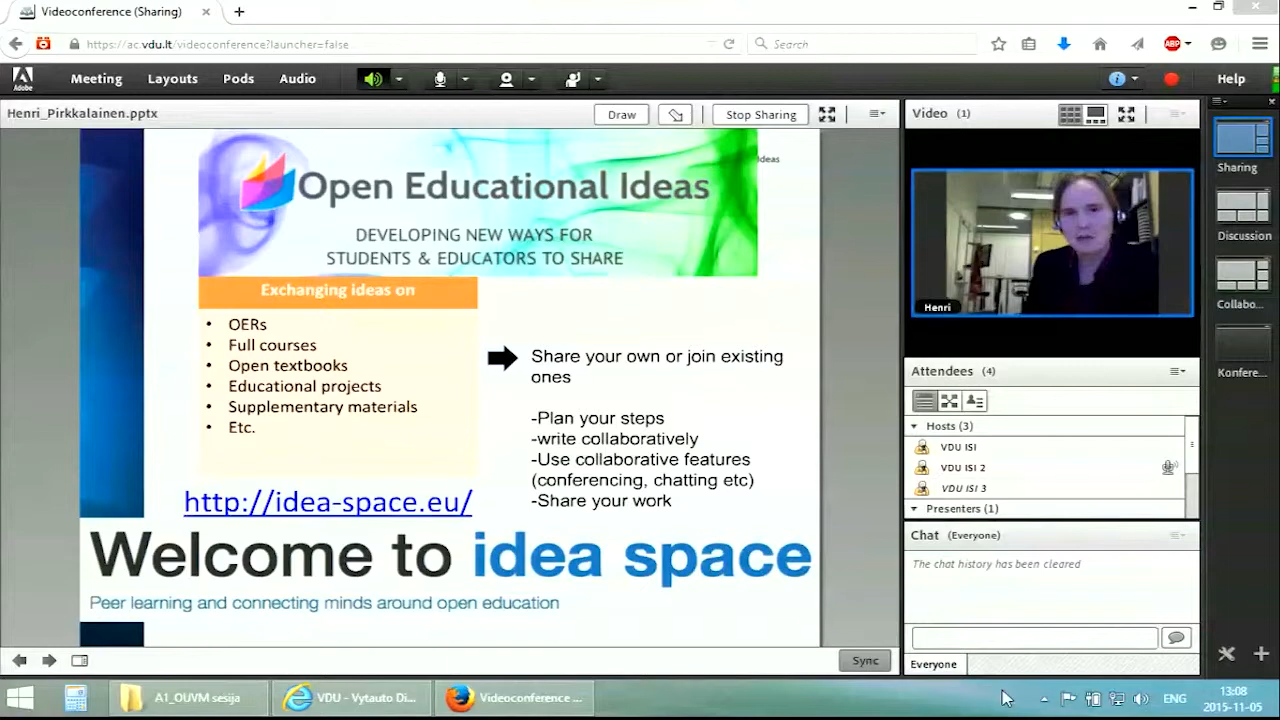 Videoconference (Sharing)
https://ac.vdu.lt/videoconference?launcher=false
Search
ABP
Adobe
Meeting
Layouts
Pods
Audio
Help
Henri_Pirkkalainen.pptx
Draw
Stop Sharing
Ideas
Open Educational Ideas
DEVELOPING NEW WAYS FOR
STUDENTS & EDUCATORS TO SHARE
Exchanging ideas on
• OERs
• Full courses
• Open textbooks
• Educational projects
• Supplementary materials
• Etc.
Share your own or join existing
ones
-Plan your steps
-write collaboratively
-Use collaborative features
(conferencing, chatting etc)
-Share your work
http://idea-space.eu/
Welcome to idea space
Peer learning and connecting minds around open education
Sync
Video (1)
Henri
Attendees (4)
Hosts (3)
VDU ISI
VDU ISI 2
VDU ISI 3
Presenters (1)
Chat (Everyone)
The chat history has been cleared
Everyone
Sharing
Discussion
Collabo...
Konfere...
A1_OUVM sesija
VDU - Vytauto Di...
Videoconference ...
ENG
13:08
2015-11-05